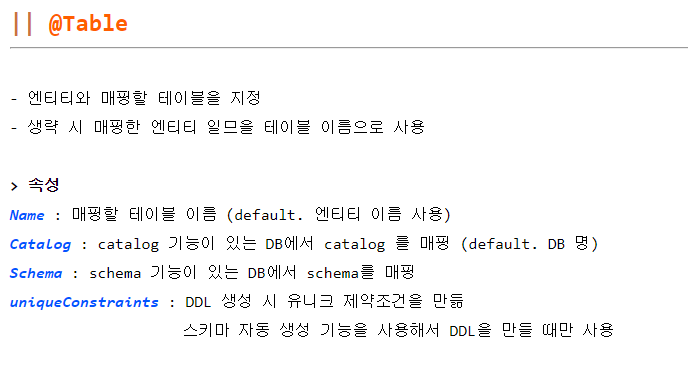 || @Table
- 엔티티와 매핑할 테이블을 지정
- 생략 시 매핑한 엔티티 일므을 테이블 이름으로 사용
> 속성
Name : 매핑할 테이블 이름 (default. 엔티티 이름 사용)
Catalog : catalog 기능이 있는 DB에서 catalog 를 매핑 (default. DB 명)
Schema : schema 기능이 있는 DB에서 schema를 매핑
uniqueConstraints : DDL 생성 시 유니크 제약조건을 만듦
스키마 자동 생성 기능을 사용해서 DDL을 만들 때만 사용